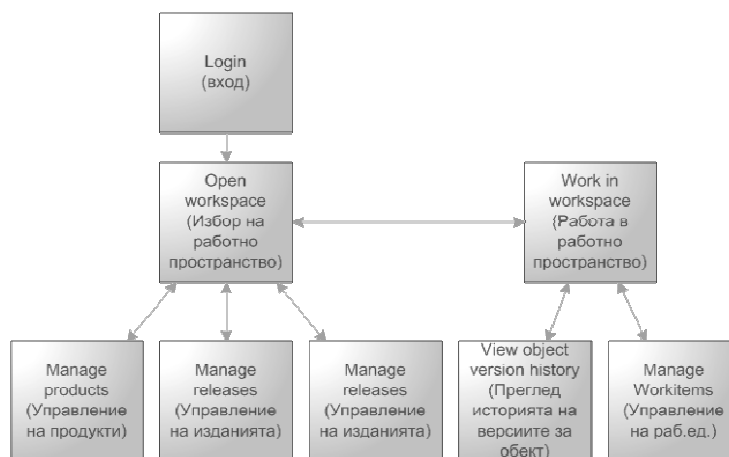 Login
(вход)
Open
workspace
(Избор на
работно
пространство)
Work in
workspace
(Работа в
работно
пространство)
Manage
products
(Управление
на продукти)
Manage
releases
(Управление
на изданията)
Manage
releases
(Управление
на изданията)
View object
version history
(Преглед
историята на
версиите за
обект)
Manage
Workitems
(Управление
на раб.ед.)